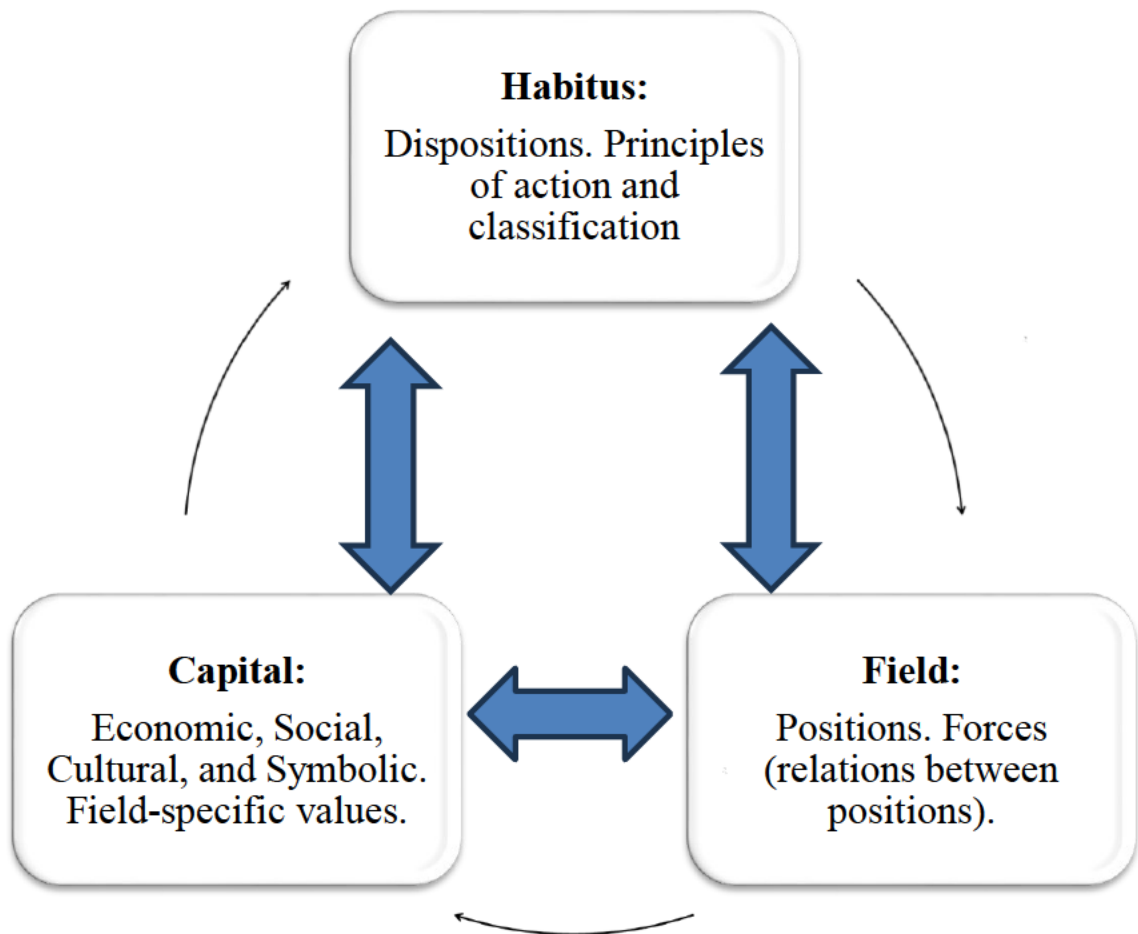 Habitus:
Dispositions. Principles
of action and
classification
Capital:
Economic, Social,
Cultural, and Symbolic.
Field-specific values.
Field:
Positions. Forces
(relations between
positions).